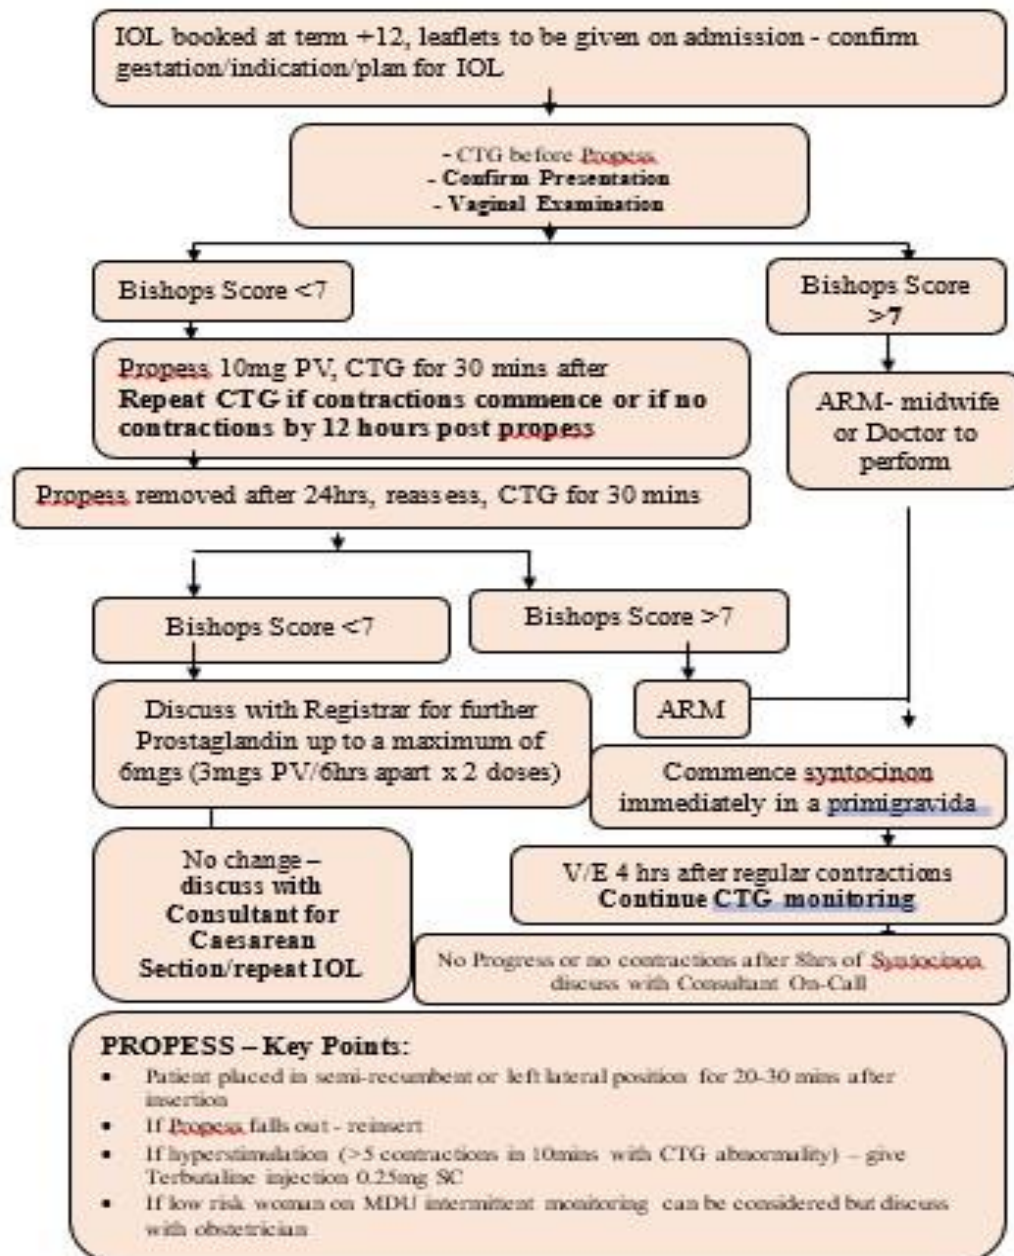 IOL booked at term +12, leaflets to be given on admission - confirm
gestation/indication/plan for IOL
- CTG before Propess
- Confirm Presentation
- Vaginal Examination
Bishops Score <7
Bishops Score
>7
Propess 10mg PV, CTG for 30 mins after
Repeat CTG if contractions commence or if no
contractions by 12 hours post propess
ARM- midwife
or Doctor to
perform
Propess removed after 24hrs, reassess, CTG for 30 mins
Bishops Score <7
Bishops Score >7
Discuss with Registrar for further
Prostaglandin up to a maximum of
6mgs (3mgs PV/6hrs apart x 2 doses)
ARM
Commence syntocinon
immediately in a primigravida
No change –
discuss with
Consultant for
Caesarean
Section/repeat IOL
V/E 4 hrs after regular contractions
Continue CTG monitoring
No Progress or no contractions after 8hrs of Syntocinon
discuss with Consultant On-Call
PROPESS – Key Points:
• Patient placed in semi-recumbent or left lateral position for 20-30 mins after
insertion
• If Propess falls out - reinsert
• If hyperstimulation (>5 contractions in 10mins with CTG abnormality) – give
Terbutaline injection 0.25mg SC
• If low risk woman on MDU intermittent monitoring can be considered but discuss
with obstetrician